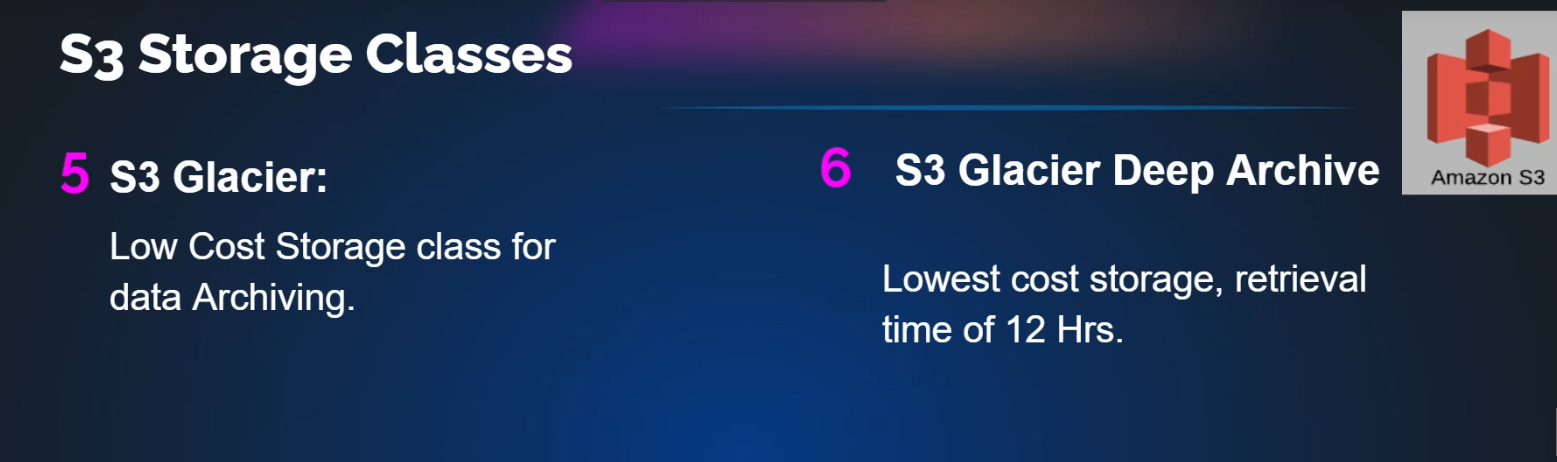 S3 Storage Classes
5 S3 Glacier:
Low Cost Storage class for
data Archiving.
6 S3 Glacier Deep Archive
Lowest cost storage, retrieval
time of 12 Hrs.
Amazon S3